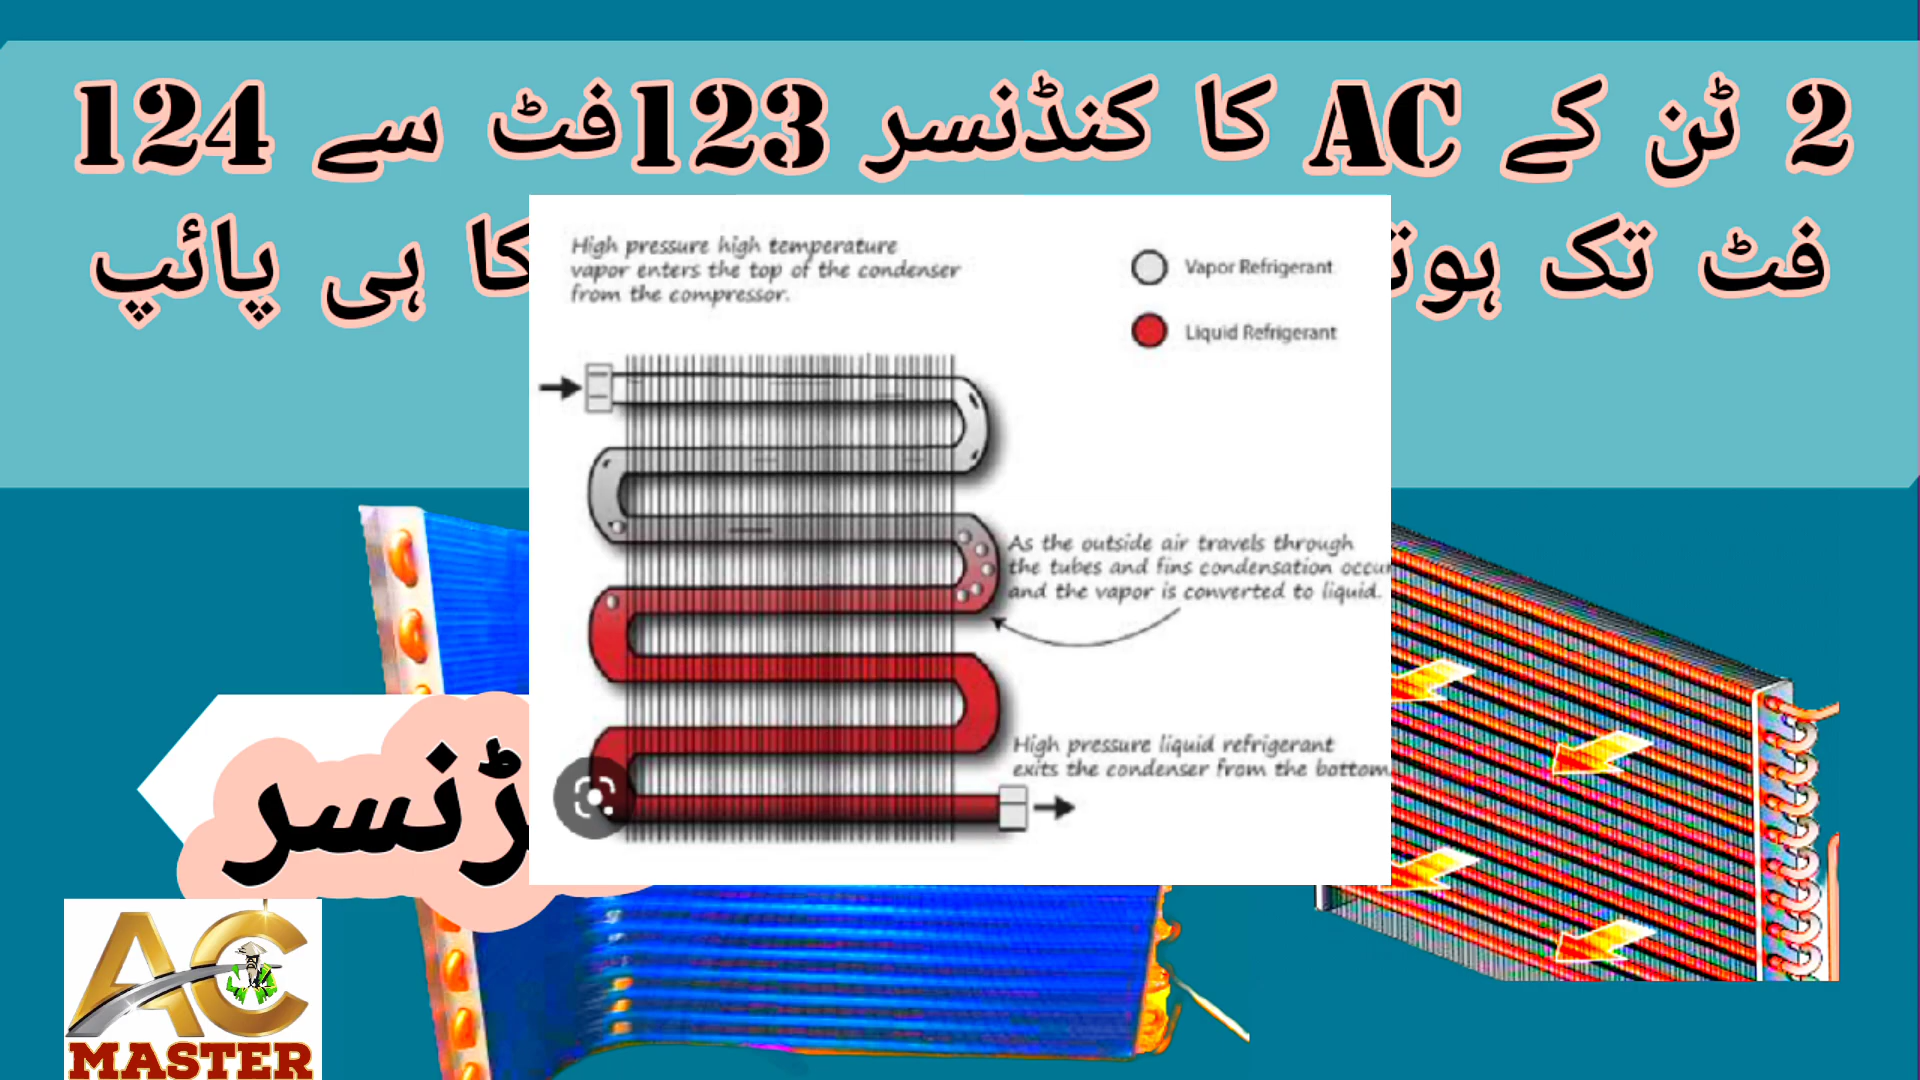 2 ٹن کے AC کا کنڈنسر 123فٹ سے 124
فٹ تک کا ہی پائپ
High pressure high temperature
vapor enters the top of the condenser
from the compressor.
Vapor Refrigerant
Liquid Refrigerant
As the outside air travels through
the tubes and fins condensation occur
and the vapor is converted to liquid.
High pressure liquid refrigerant
exits the condenser from the bottom
AC
MASTER